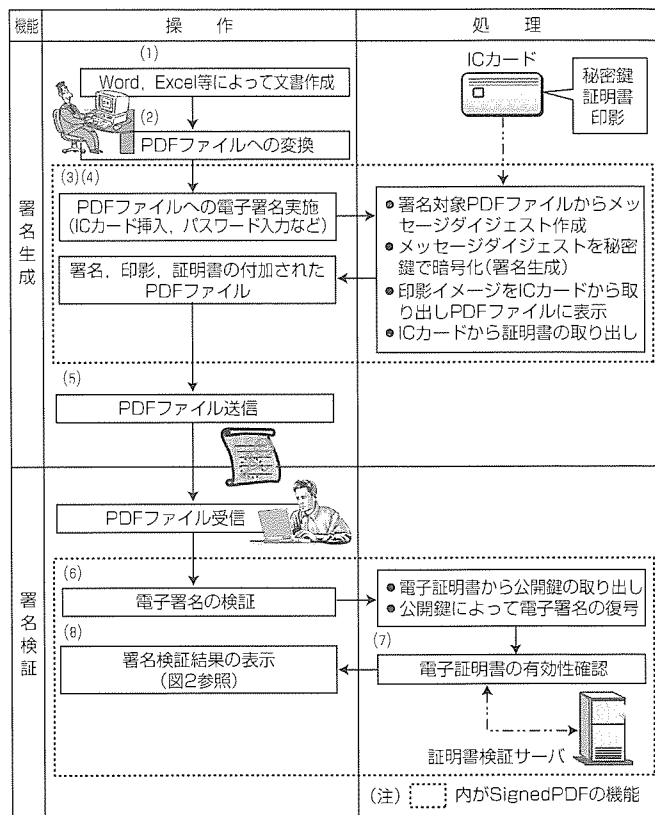 機能
操 作
処 理
署名生成
(1)
Word，Excel等によって文書作成
(2)
PDFファイルへの変換
ICカード
秘密鍵
証明書
印影
(3)(4)
PDFファイルへの電子署名実施
(ICカード挿入，パスワード入力など)
●署名対象PDFファイルからメッ
セージダイジェスト作成
●メッセージダイジェストを秘密
鍵で暗号化(署名生成)
●印影イメージをICカードから取
り出しPDFファイルに表示
●ICカードから証明書の取り出し
署名，印影，証明書の付加された
PDFファイル
(5)
PDFファイル送信
署名検証
PDFファイル受信
(6)
電子署名の検証
●電子証明書から公開鍵の取り出し
●公開鍵によって電子署名の復号
(7)
電子証明書の有効性確認
(8)
署名検証結果の表示
(図2参照)
証明書検証サーバ
(注) 内がSignedPDFの機能